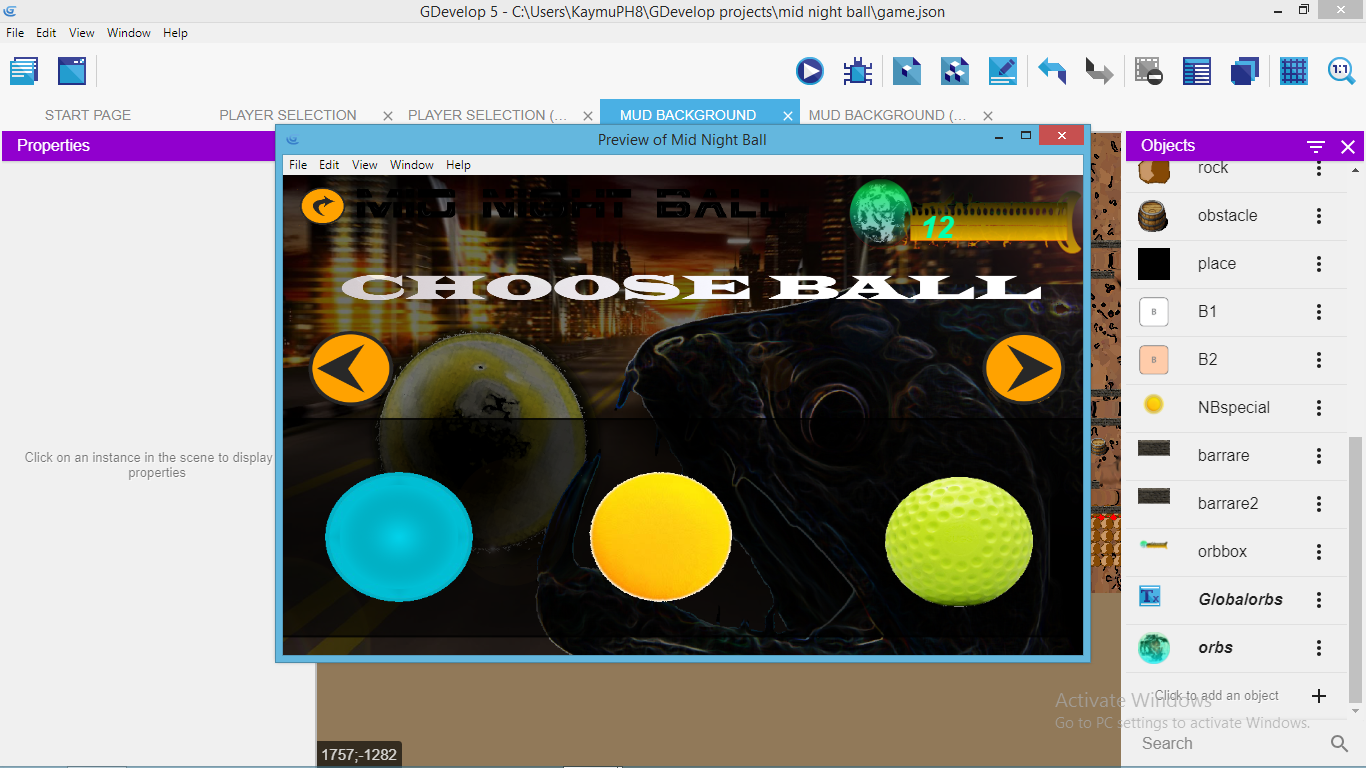 GDevelop 5 - C:\Users\KaymuPH8\GDevelop projects\mid night ball\game.json
File Edit View Window Help
1:1
START PAGE PLAYER SELECTION PLAYER SELECTION (... MUD BACKGROUND MUD BACKGROUND (...
Properties
Click on an instance in the scene to display
properties
Preview of Mid Night Ball
File Edit View Window Help
MID NIGHT BALL
12
CHOOSE BALL
1757;-1282
Objects
rock
obstacle
place
B B1
B B2
NBspecial
barrare
barrare2
orbbox
Tx Globalorbs
orbs
Click to add an object
Search
Activate Windows
Go to PC settings to activate Windows.